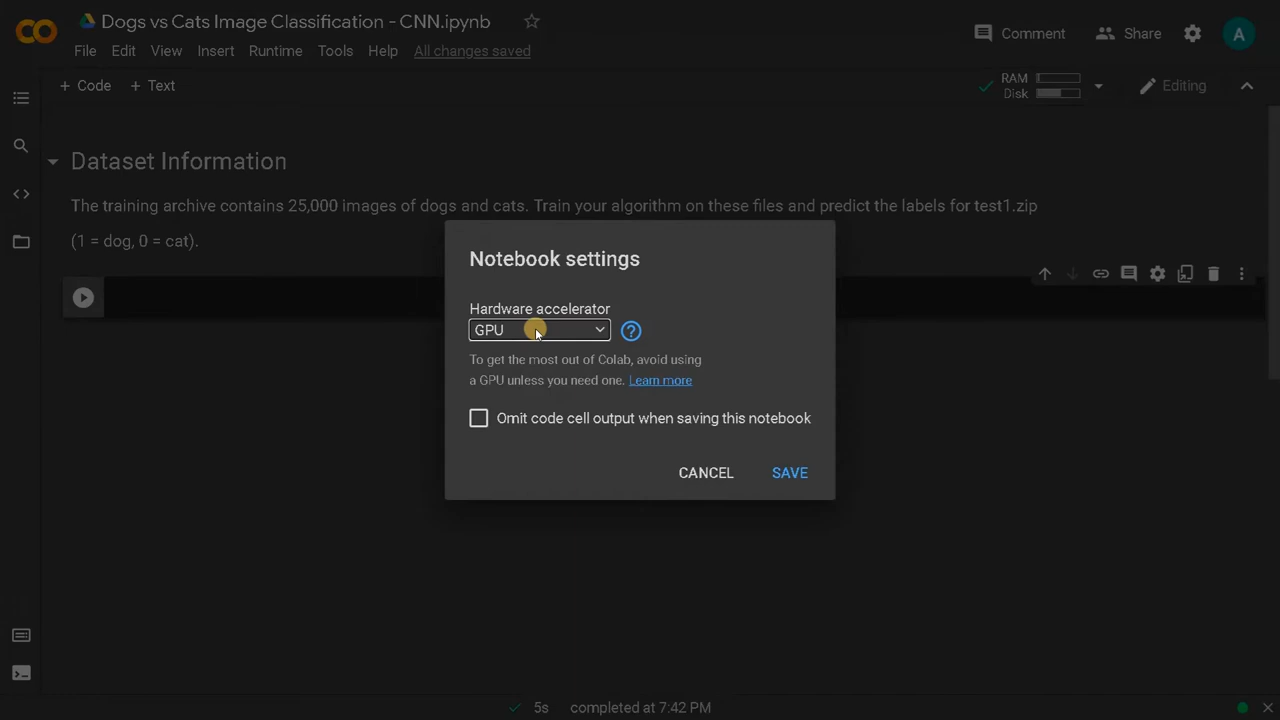 Dogs vs Cats Image Classification - CNN.ipynb
File Edit View Insert Runtime Tools Help All changes saved
Comment Share A
+ Code + Text
RAM
Disk
Editing
Dataset Information
The training archive contains 25,000 images of dogs and cats. Train your algorithm on these files and predict the labels for test1.zip
(1 = dog, 0 = cat).
Notebook settings
Hardware accelerator
GPU
To get the most out of Colab, avoid using
a GPU unless you need one. Learn more
Omit code cell output when saving this notebook
CANCEL SAVE
5s completed at 7:42 PM